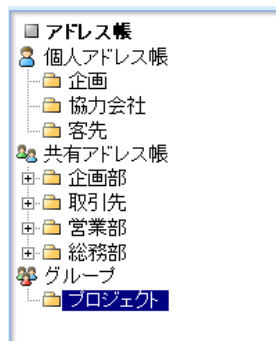 アドレス帳
個人アドレス帳
企画
協力会社
客先
共有アドレス帳
企画部
取引先
営業部
総務部
グループ
プロジェクト